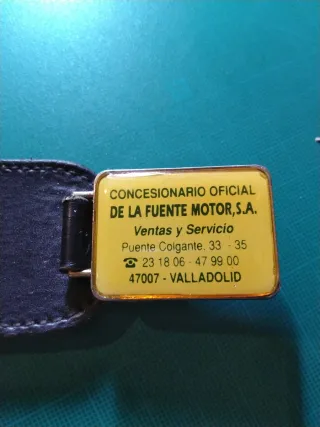 CONCESIONARIO OFICIAL
DE LA FUENTE MOTOR,S.A.
Ventas y Servicio
Puente Colgante, 33 - 35
☎ 23 18 06 - 47 99 00
47007 - VALLADOLID